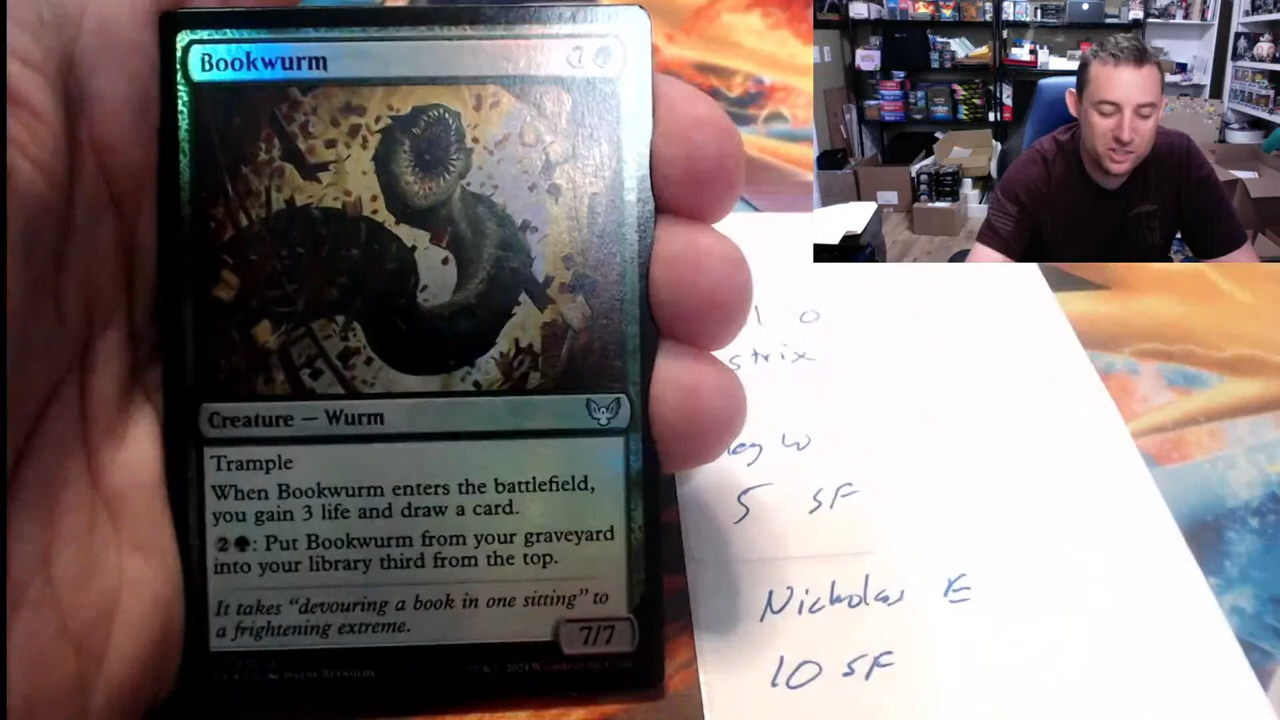 Bookwurm 7
Creature — Wurm
Trample
When Bookwurm enters the battlefield,
you gain 3 life and draw a card.
2: Put Bookwurm from your graveyard
into your library third from the top.
It takes "devouring a book in one sitting" to
a frightening extreme.
7/7
strix
5 SF
Nickolas E
10 SF